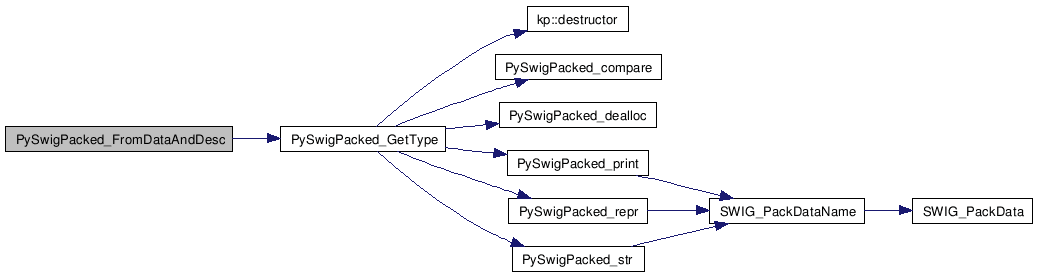 kp::destructor
PySwigPacked_compare
PySwigPacked_dealloc
PySwigPacked_FromDataAndDesc
PySwigPacked_GetType
PySwigPacked_print
PySwigPacked_repr
SWIG_PackDataName
SWIG_PackData
PySwigPacked_str